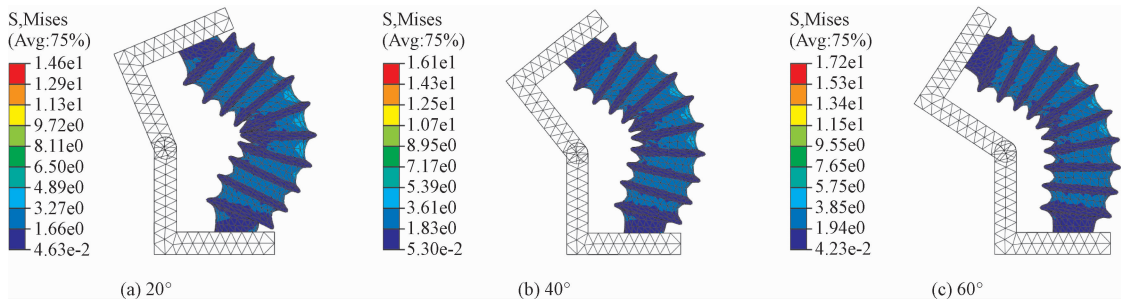 S,Mises
(Avg:75%)
1.46e1
1.29e1
1.13e1
9.72e0
8.11e0
6.50e0
4.89e0
3.27e0
1.66e0
4.63e-2
(a) 20°
S,Mises
(Avg:75%)
1.61e1
1.43e1
1.25e1
1.07e1
8.95e0
7.17e0
5.39e0
3.61e0
1.83e0
5.30e-2
(b) 40°
S,Mises
(Avg:75%)
1.72e1
1.53e1
1.34e1
1.15e1
9.55e0
7.65e0
5.75e0
3.85e0
1.94e0
4.23e-2
(c) 60°